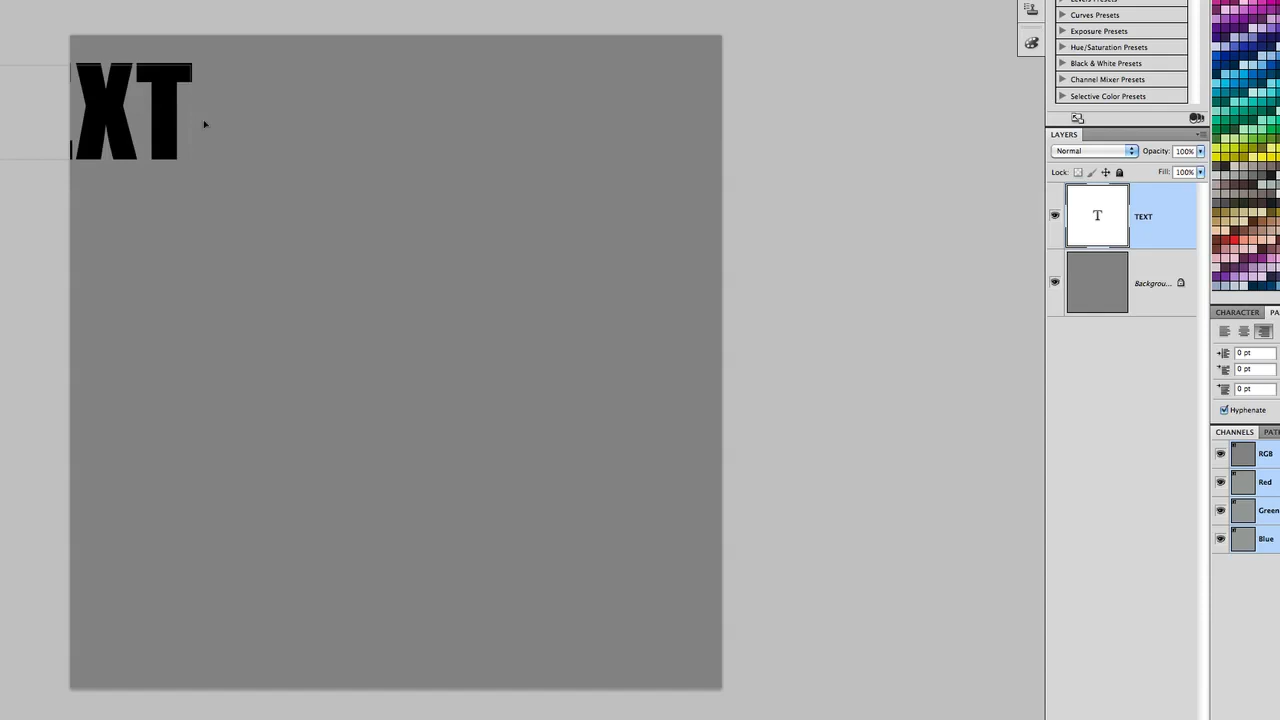 Curves Presets
Exposure Presets
Hue/Saturation Presets
Black & White Presets
Channel Mixer Presets
Selective Color Presets
XT
LAYERS
Normal Opacity: 100%
Lock: Fill: 100%
T TEXT
Backgrou...
CHARACTER PA
0 pt
0 pt
0 pt
Hyphenate
CHANNELS PATH
RGB
Red
Green
Blue